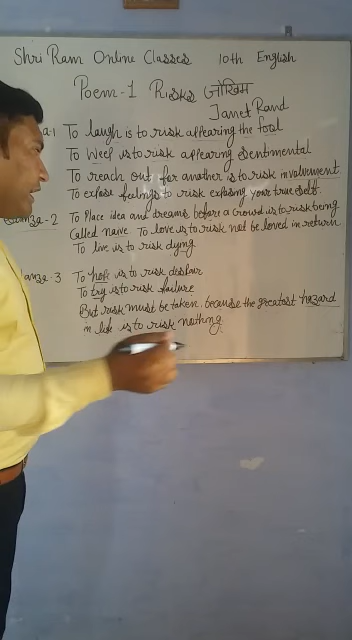 Shri Ram Online Classes 10th English
Poem-1 Risks जोखिम
Janet Rand
a-1 To laugh is to risk appearing the fool
To Weep is to risk appearing Sentimental
To reach out for another is to risk involvement.
To expose feelings to risk exposing your true self.
-2 To Place idea and dreams before a Crowd is to risk being
Called naive. To love is to risk not be loved in return
To live is to risk dying
anza-3 To hope is to risk despair
To try is to risk failure
But risk must be taken. because the greatest hazard
in life is to risk nothing.